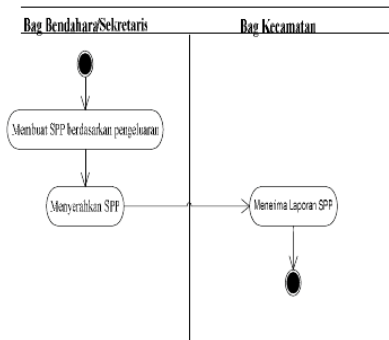 Bag Bendahara/Sekretaris
Bag Kecamatan
Membuat SPP berdasarkan pengeluaran
Menyerahkan SPP
Menerima Laporan SPP